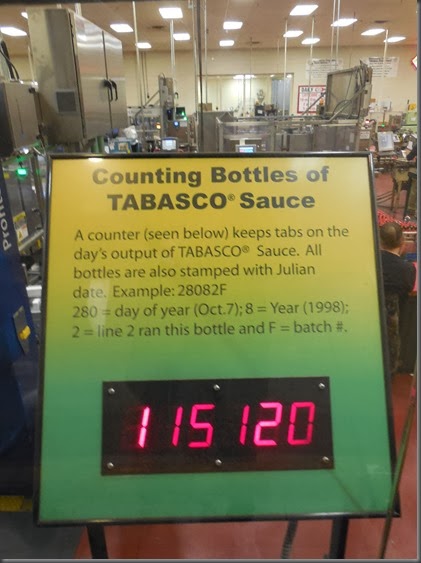 Counting Bottles of
TABASCO® Sauce
A counter (seen below) keeps tabs on the
day's output of TABASCO® Sauce. All
bottles are also stamped with Julian
date. Example: 28082F
280 = day of year (Oct.7); 8 = Year (1998);
2 = line 2 ran this bottle and F = batch #.
115120